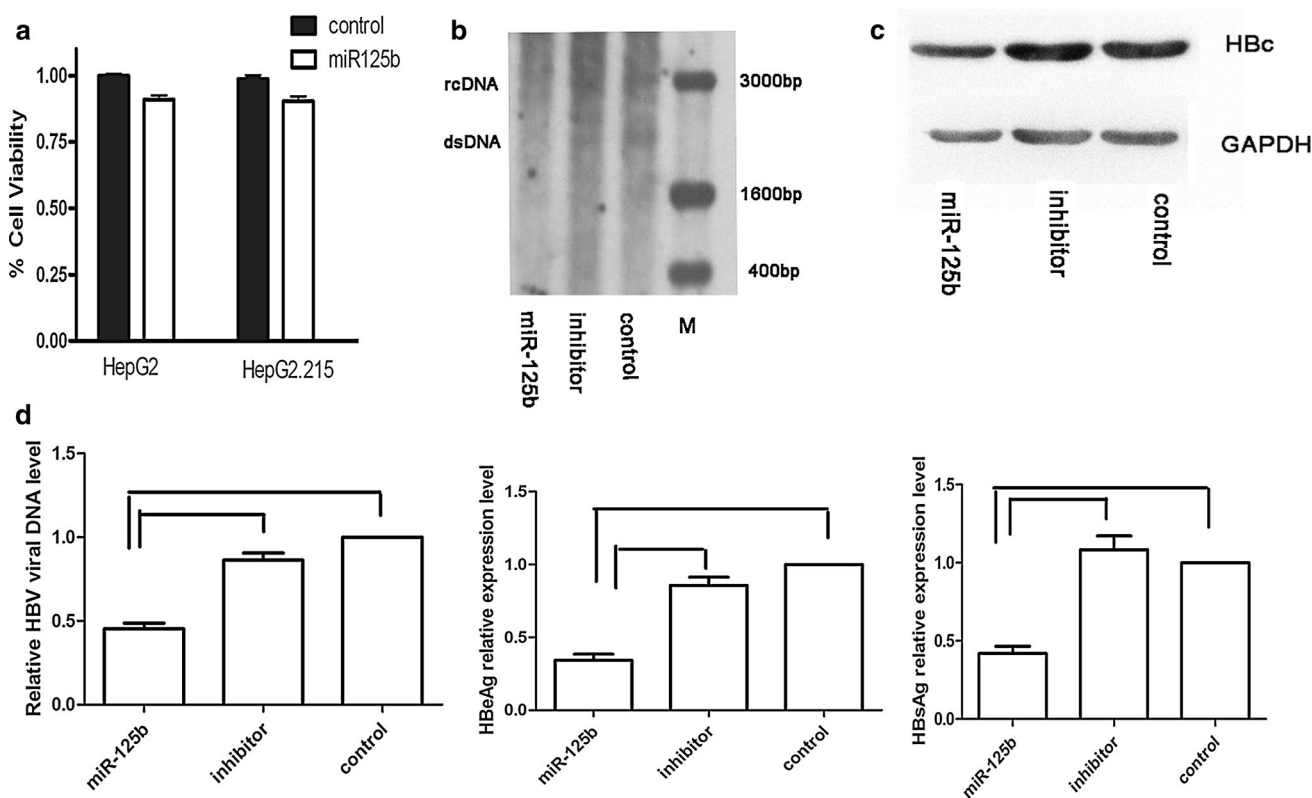 a
control
miR125b
% Cell Viability
1.00
0.75
0.50
0.25
0.00
HepG2
HepG2.215
b
rcDNA
dsDNA
3000bp
1600bp
400bp
miR-125b
inhibitor
control
M
c
HBc
GAPDH
miR-125b
inhibitor
control
d
Relative HBV viral DNA level
1.5
1.0
0.5
0.0
miR-125b
inhibitor
control
HBeAg relative expression level
1.5
1.0
0.5
0.0
miR-125b
inhibitor
control
HBsAg relative expression level
1.5
1.0
0.5
0.0
miR-125b
inhibitor
control